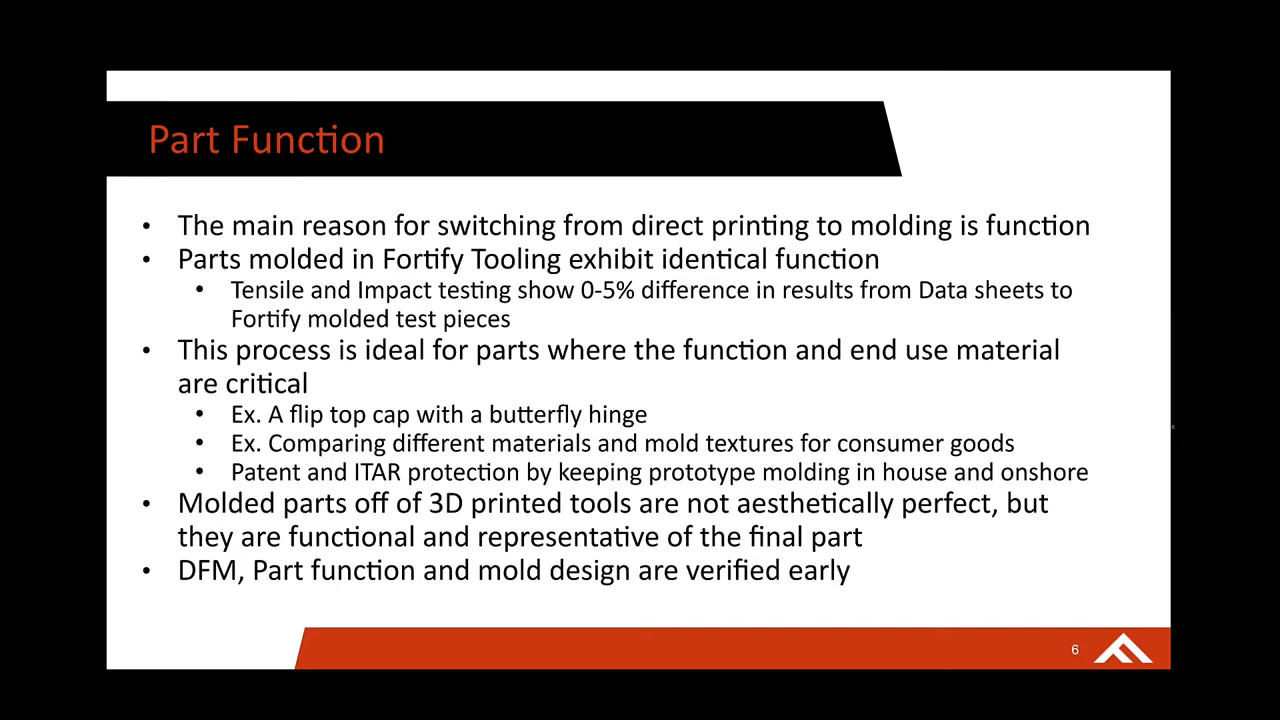 Part Function
• The main reason for switching from direct printing to molding is function
• Parts molded in Fortify Tooling exhibit identical function
• Tensile and Impact testing show 0-5% difference in results from Data sheets to
Fortify molded test pieces
• This process is ideal for parts where the function and end use material
are critical
• Ex. A flip top cap with a butterfly hinge
• Ex. Comparing different materials and mold textures for consumer goods
• Patent and ITAR protection by keeping prototype molding in house and onshore
• Molded parts off of 3D printed tools are not aesthetically perfect, but
they are functional and representative of the final part
• DFM, Part function and mold design are verified early
6